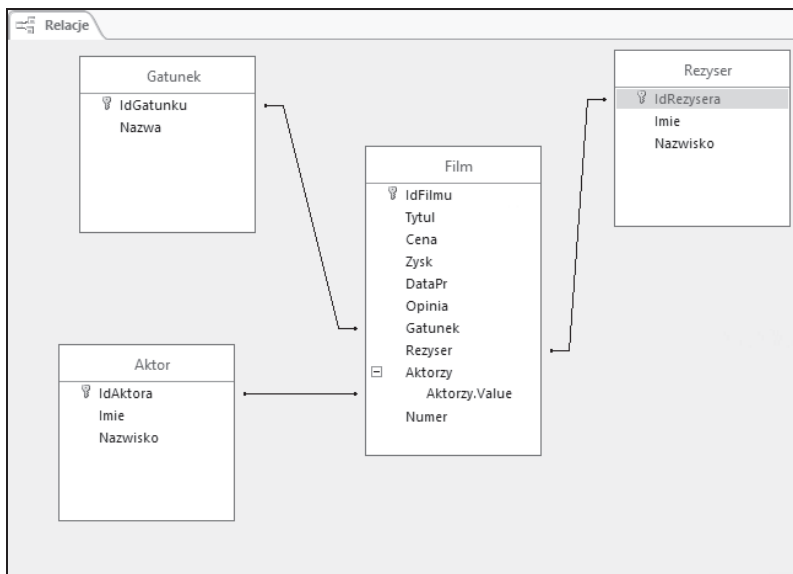 Relacje
Gatunek
IdGatunku
Nazwa
Rezyser
IdRezysera
Imie
Nazwisko
Film
IdFilmu
Tytul
Cena
Zysk
DataPr
Opinia
Gatunek
Rezyser
Aktorzy
Aktorzy.Value
Numer
Aktor
IdAktora
Imie
Nazwisko